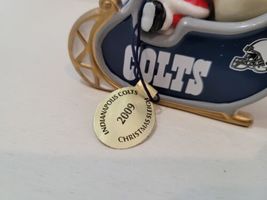 COLTS
INDIANAPOLIS COLTS
2009
CHRISTMAS SLEIGH